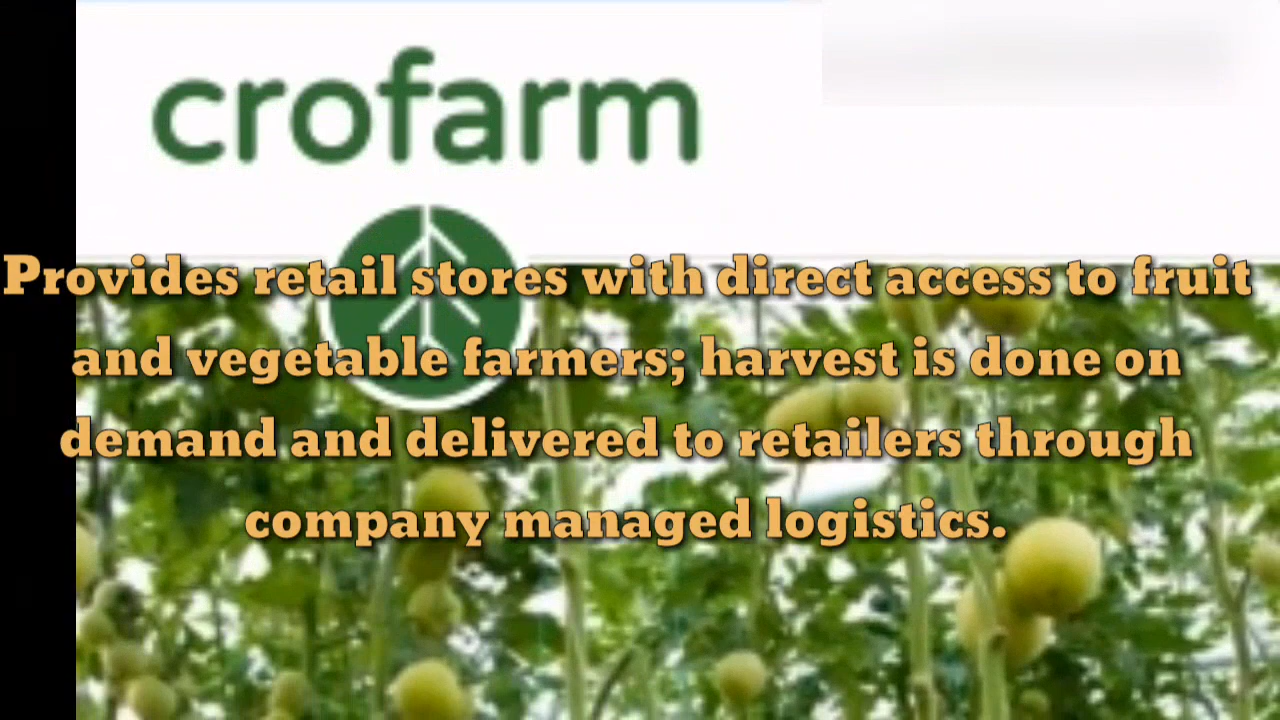 crofarm
Provides retail stores with direct access to fruit
and vegetable farmers; harvest is done on
demand and delivered to retailers through
company managed logistics.